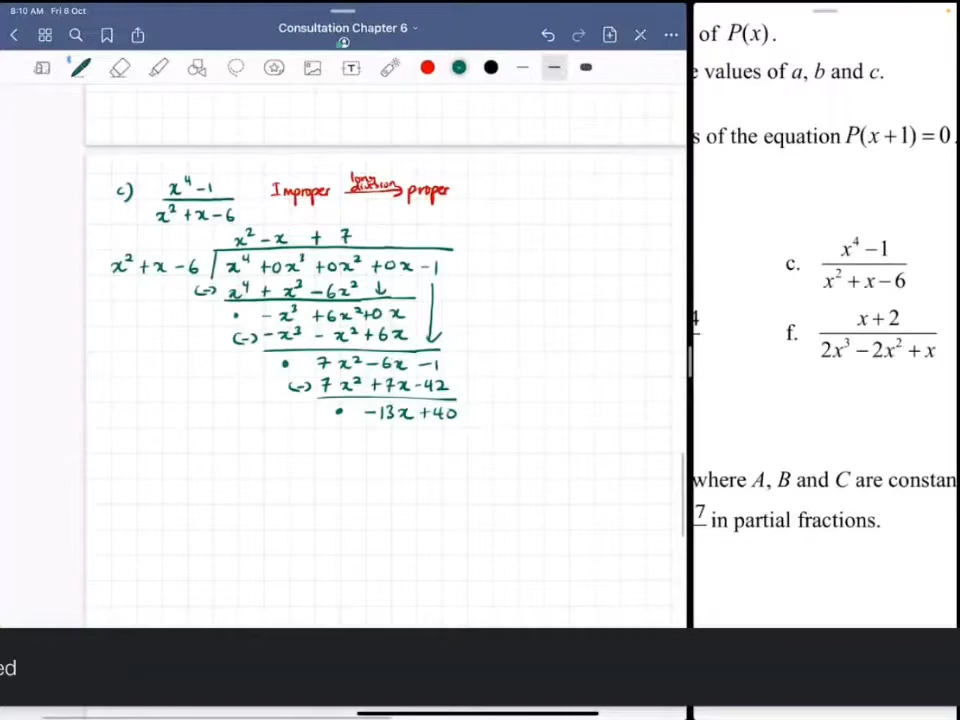 8:10 AM Fri 8 Oct
Consultation Chapter 6
c) x⁴-1 / x²+x-6 Improper long division → proper
x² - x + 7
x² + x - 6 x⁴ +0x³ +0x² +0x -1
(-) x⁴ + x³ - 6x² ↓
- x³ + 6x² +0x
(-) -x³ - x² + 6x
7x² -6x -1
(-) 7x² +7x -42
-13x +40
of P(x).
values of a, b and c.
s of the equation P(x+1)=0.
c. x⁴ -1 / x² + x - 6
f. x+2 / 2x³ - 2x² + x
where A, B and C are constan
7 in partial fractions.
ed